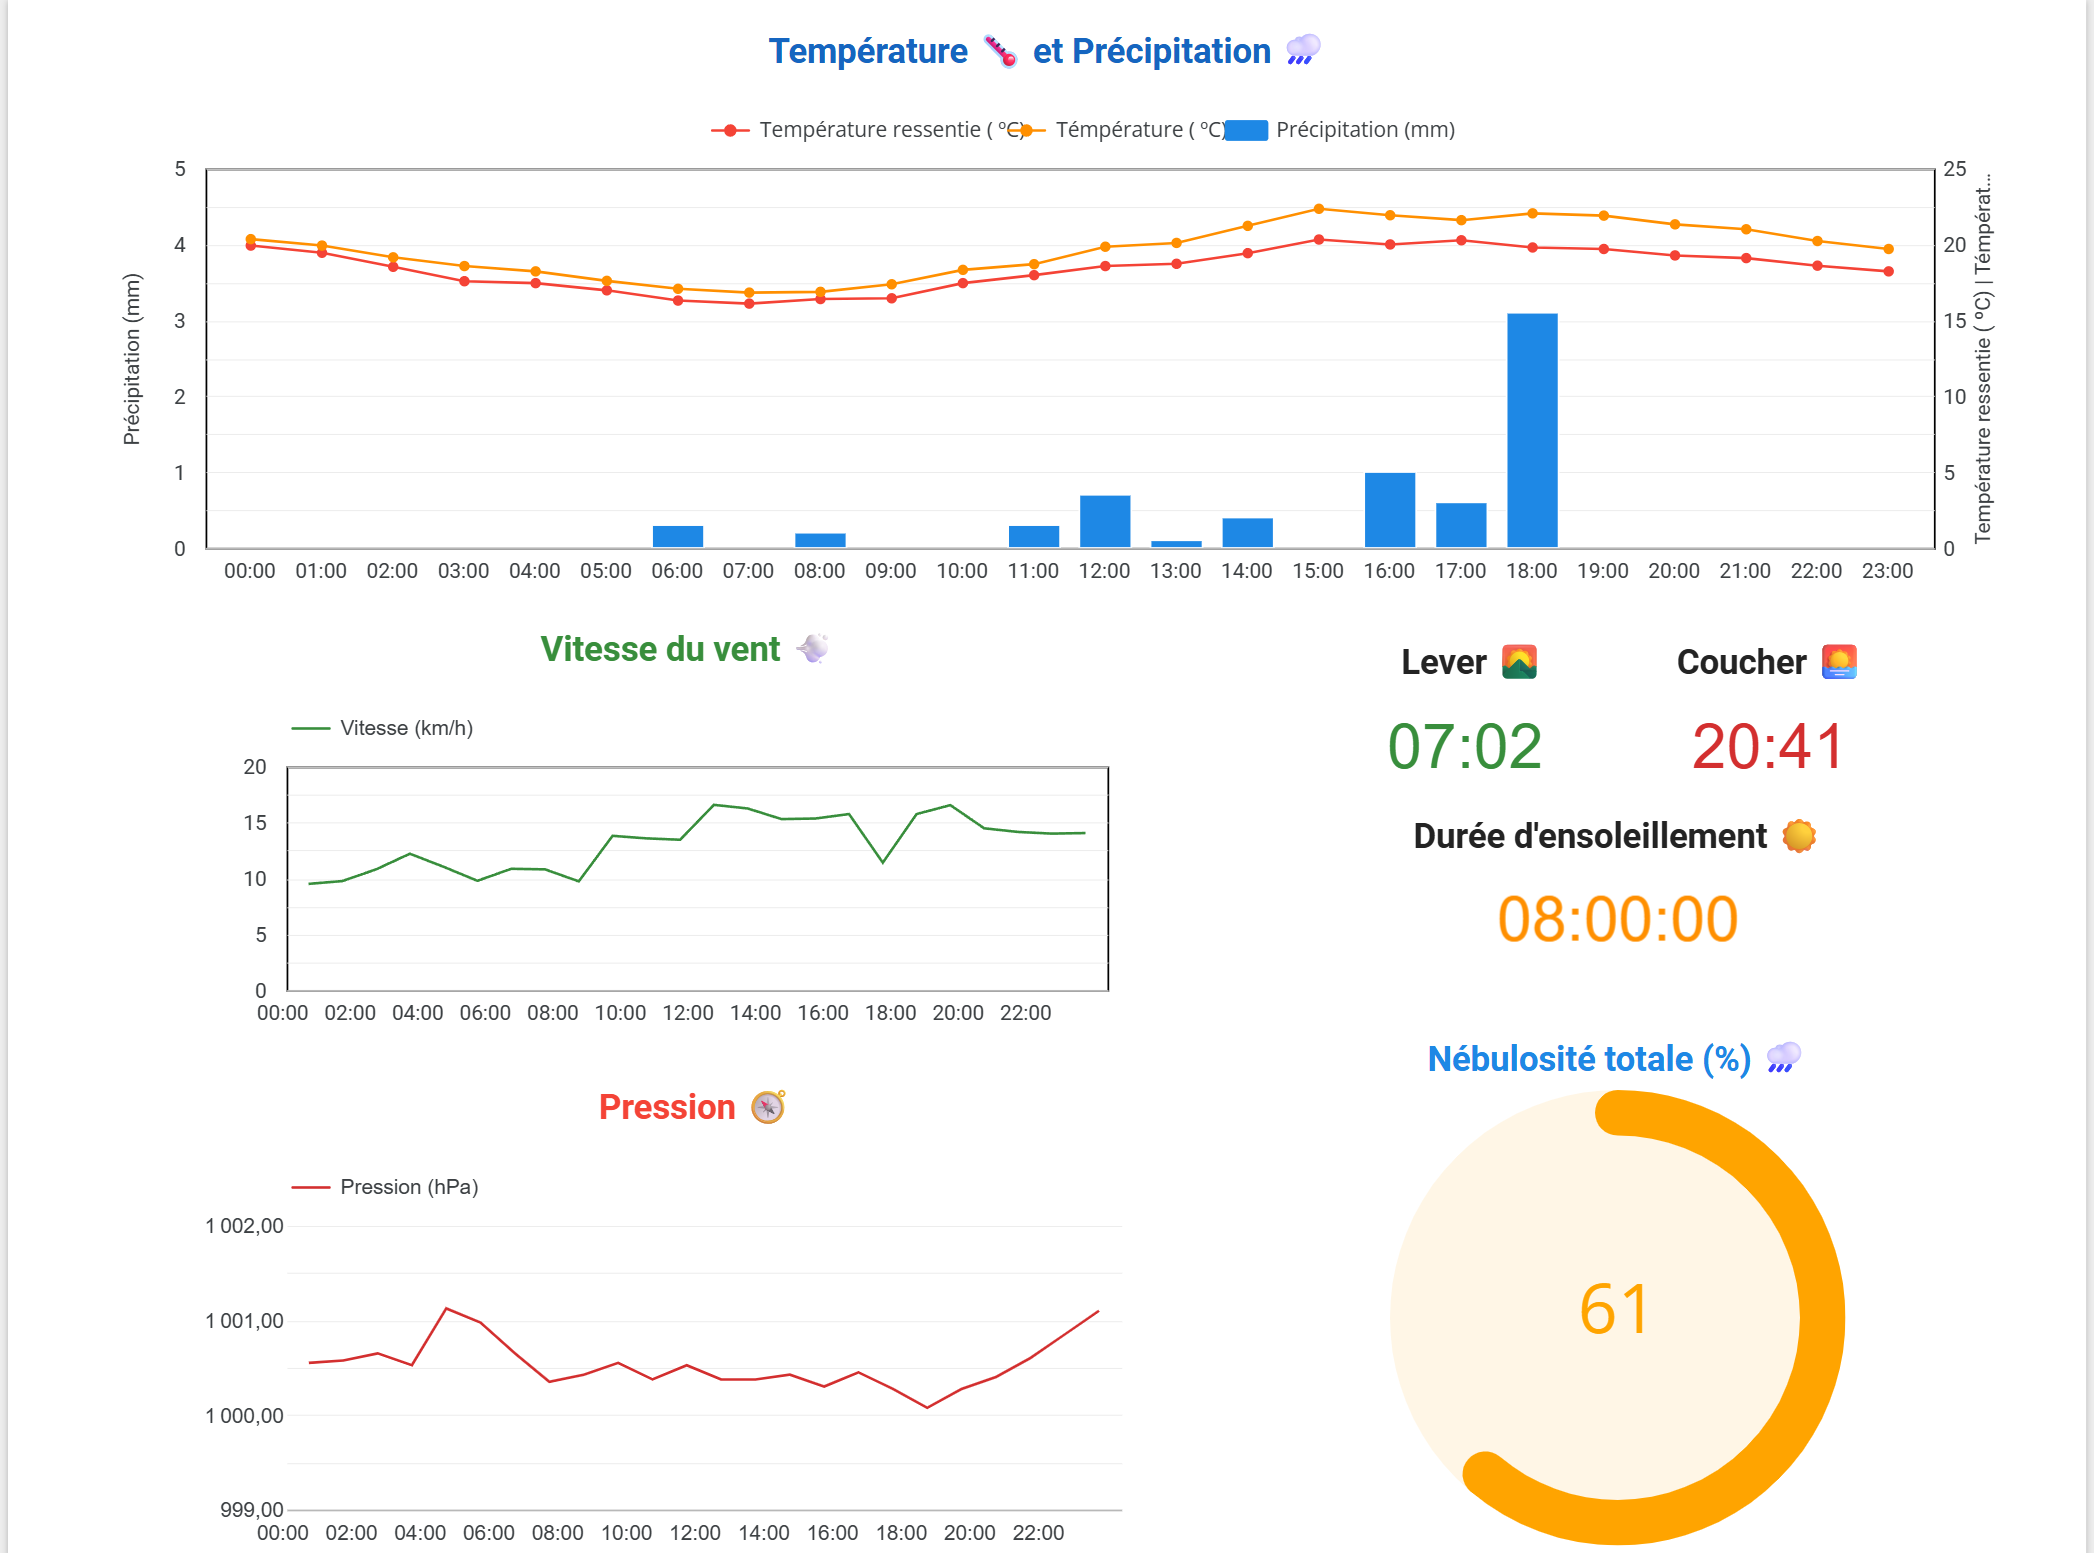 Température et Précipitation
Température ressentie ( ºC) Témpérature ( ºC) Précipitation (mm)
Précipitation (mm)
5
4
3
2
1
0
25
20
15
10
5
0
Température ressentie ( ºC) | Températ...
00:00 01:00 02:00 03:00 04:00 05:00 06:00 07:00 08:00 09:00 10:00 11:00 12:00 13:00 14:00 15:00 16:00 17:00 18:00 19:00 20:00 21:00 22:00 23:00
Vitesse du vent
Vitesse (km/h)
20
15
10
5
0
00:00 02:00 04:00 06:00 08:00 10:00 12:00 14:00 16:00 18:00 20:00 22:00
Lever Coucher
07:02 20:41
Durée d'ensoleillement
08:00:00
Pression
Pression (hPa)
1 002,00
1 001,00
1 000,00
999,00
00:00 02:00 04:00 06:00 08:00 10:00 12:00 14:00 16:00 18:00 20:00 22:00
Nébulosité totale (%)
61